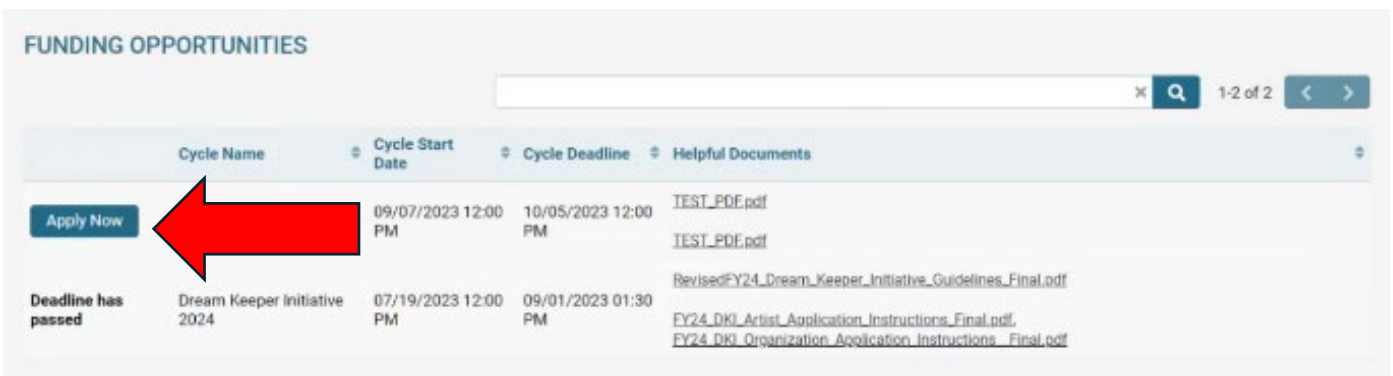 FUNDING OPPORTUNITIES
1-2 of 2
Cycle Name
Cycle Start
Date
Cycle Deadline
Helpful Documents
Apply Now
09/07/2023 12:00
PM
10/05/2023 12:00
PM
TEST_PDF.pdf
TEST_PDF.pdf
Deadline has
passed
Dream Keeper Initiative
2024
07/19/2023 12:00
PM
09/01/2023 01:30
PM
RevisedFY24_Dream_Keeper_Initiative_Guidelines_Final.pdf
FY24_DKI_Artist_Application_Instructions_Final.pdf,
FY24_DKI_Organization_Application_Instructions__Final.pdf